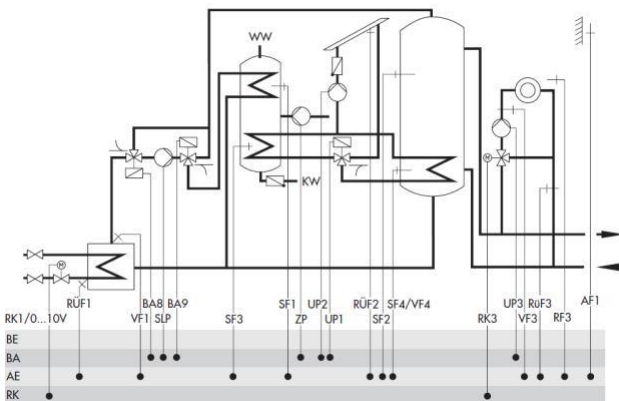 WW
KW
M
M
RK1/0...10V
RÜF1
VF1
BA8
SLP
BA9
SF3
SF1
ZP
UP2
UP1
RÜF2
SF2
SF4/VF4
RK3
UP3
VF3
RüF3
RF3
AF1
BE
BA
AE
RK